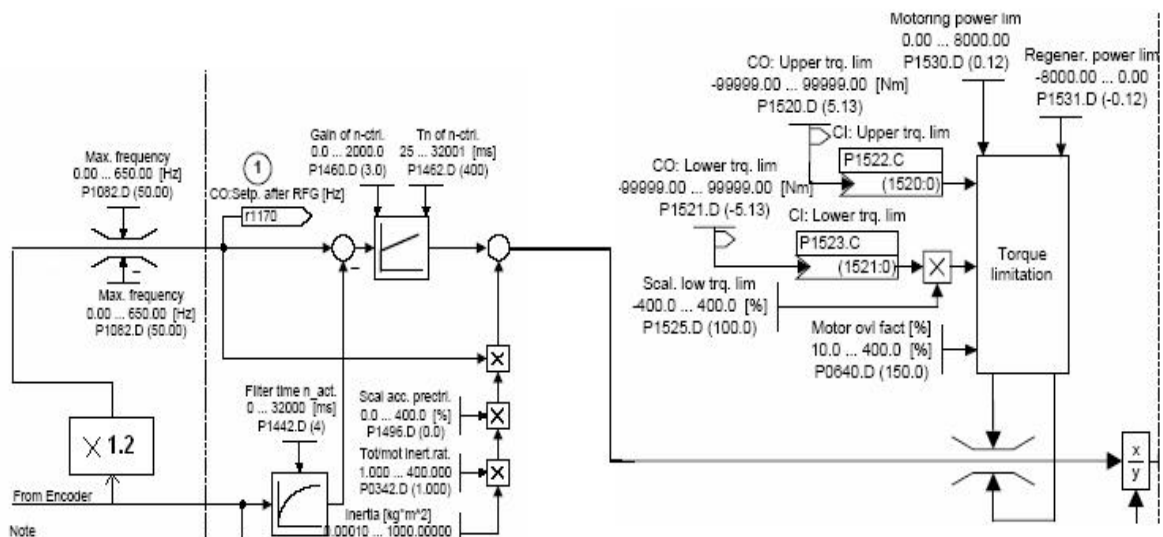 Motoring power lim
0.00 ... 8000.00
P1530.D (0.12)
Regener. power lim
-8000.00 ... 0.00
P1531.D (-0.12)
CO: Upper trq. lim
-99999.00 ... 99999.00 [Nm]
P1520.D (5.13)
CI: Upper trq. lim
P1522.C
(1520:0)
CO: Lower trq. lim
-99999.00 ... 99999.00 [Nm]
P1521.D (-5.13)
CI: Lower trq. lim
P1523.C
(1521:0)
X
Scal. low trq. lim
-400.0 ... 400.0 [%]
P1525.D (100.0)
Torque
limitation
Motor ovl fact [%]
10.0 ... 400.0 [%]
P0640.D (150.0)
x
y
Max. frequency
0.00 ... 650.00 [Hz]
P1082.D (50.00)
–
Max. frequency
0.00 ... 650.00 [Hz]
P1082.D (50.00)
1
CO:Setp. after RFG [Hz]
r1170
Gain of n-ctrl.
0.0 ... 2000.0
P1460.D (3.0)
Tn of n-ctrl.
25 ... 32001 [ms]
P1462.D (400)
–
X
Filter time n_act.
0 ... 32000 [ms]
P1442.D (4)
Scal acc. prectrl.
0.0 ... 400.0 [%]
P1496.D (0.0)
X
Tot/mot inert.rat.
1.000 ... 400.000
P0342.D (1.000)
X
Inertia [kg*m^2]
0.00010 ... 1000.00000
X 1.2
From Encoder
Note